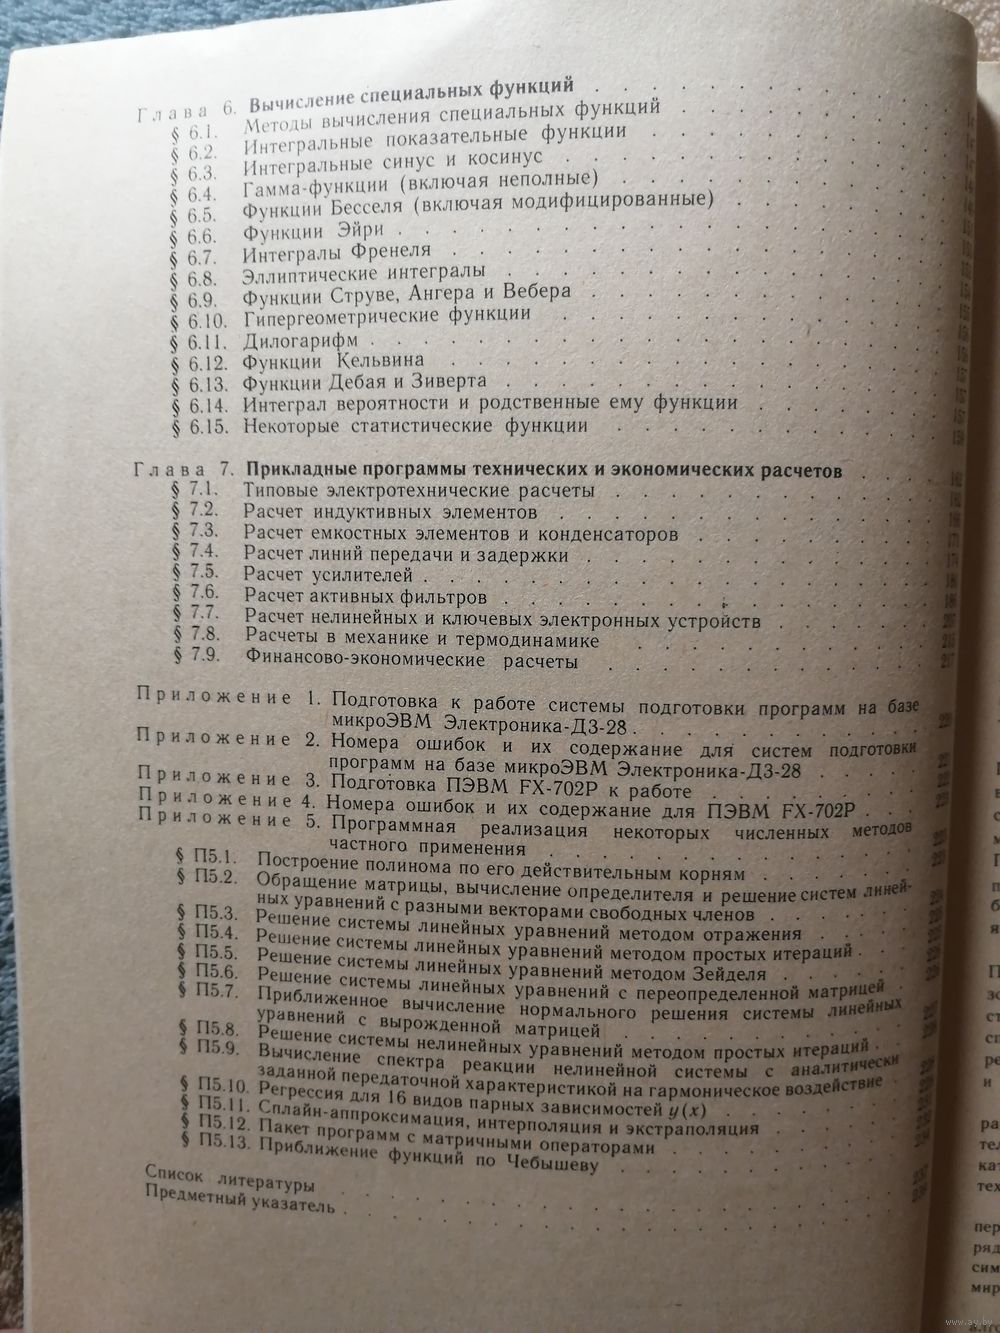 Глава 6. Вычисление специальных функций
§ 6.1. Методы вычисления специальных функций
§ 6.2. Интегральные показательные функции
§ 6.3. Интегральные синус и косинус
§ 6.4. Гамма-функции (включая неполные)
§ 6.5. Функции Бесселя (включая модифицированные)
§ 6.6. Функции Эйри
§ 6.7. Интегралы Френеля
§ 6.8. Эллиптические интегралы
§ 6.9. Функции Струве, Ангера и Вебера
§ 6.10. Гипергеометрические функции
§ 6.11. Дилогарифм
§ 6.12. Функции Кельвина
§ 6.13. Функции Дебая и Зиверта
§ 6.14. Интеграл вероятности и родственные ему функции
§ 6.15. Некоторые статистические функции
Глава 7. Прикладные программы технических и экономических расчетов
§ 7.1. Типовые электротехнические расчеты
§ 7.2. Расчет индуктивных элементов
§ 7.3. Расчет емкостных элементов и конденсаторов
§ 7.4. Расчет линий передачи и задержки
§ 7.5. Расчет усилителей
§ 7.6. Расчет активных фильтров
§ 7.7. Расчет нелинейных и ключевых электронных устройств
§ 7.8. Расчеты в механике и термодинамике
§ 7.9. Финансово-экономические расчеты 217
Приложение 1. Подготовка к работе системы подготовки программ на базе
микроЭВМ Электроника-ДЗ-28
Приложение 2. Номера ошибок и их содержание для систем подготовки
программ на базе микроЭВМ Электроника-ДЗ-28
Приложение 3. Подготовка ПЭВМ FX-702P к работе
Приложение 4. Номера ошибок и их содержание для ПЭВМ FX-702P
Приложение 5. Программная реализация некоторых численных методов
частного применения
§ П5.1. Построение полинома по его действительным корням
§ П5.2. Обращение матрицы, вычисление определителя и решение систем линей-
ных уравнений с разными векторами свободных членов
§ П5.3. Решение системы линейных уравнений методом отражения
§ П5.4. Решение системы линейных уравнений методом простых итераций
§ П5.5. Решение системы линейных уравнений методом Зейделя
§ П5.6. Решение системы линейных уравнений с переопределенной матрицей
§ П5.7. Приближенное вычисление нормального решения системы линейных
уравнений с вырожденной матрицей
§ П5.8. Решение системы нелинейных уравнений методом простых итераций
§ П5.9. Вычисление спектра реакции нелинейной системы с аналитически
заданной передаточной характеристикой на гармоническое воздействие
§ П5.10. Регрессия для 16 видов парных зависимостей y(x)
§ П5.11. Сплайн-аппроксимация, интерполяция и экстраполяция
§ П5.12. Пакет программ с матричными операторами
§ П5.13. Приближение функций по Чебышеву
Список литературы
Предметный указатель
www.ay.by